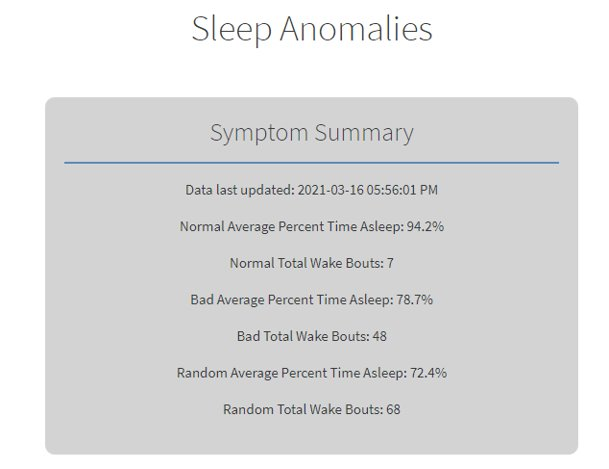 Sleep Anomalies
Symptom Summary
Data last updated: 2021-03-16 05:56:01 PM
Normal Average Percent Time Asleep: 94.2%
Normal Total Wake Bouts: 7
Bad Average Percent Time Asleep: 78.7%
Bad Total Wake Bouts: 48
Random Average Percent Time Asleep: 72.4%
Random Total Wake Bouts: 68